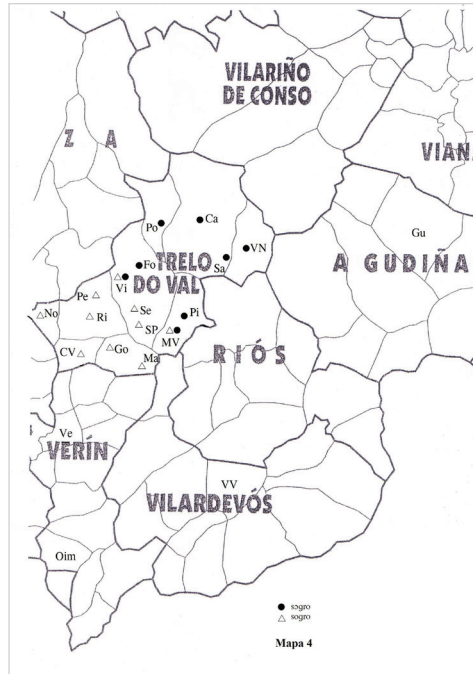 VILARIÑO
DE CONSO
Z A
VIAN
Po
Ca
Gu
VN
Fo
TRELO
Sa
A GUDIÑA
Vi
DO VAL
Pe
No
Ri
Se
Pi
SP
MV
RIÓS
CV
Go
Ma
Ve
VERÍN
VV
VILARDEVÓS
Oim
sɔgro
sogro
Mapa 4